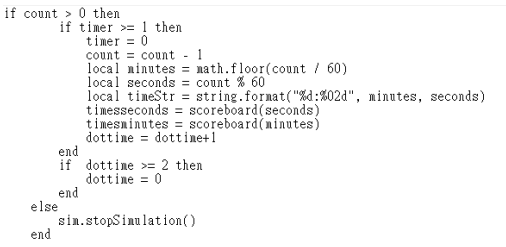 if count > 0 then
if timer >= 1 then
timer = 0
count = count - 1
local minutes = math.floor(count / 60)
local seconds = count % 60
local timeStr = string.format("%d:%02d", minutes, seconds)
timesseconds = scoreboard(seconds)
timesminutes = scoreboard(minutes)
dottime = dottime+1
end
if dottime >= 2 then
dottime = 0
end
else
sim.stopSimulation()
end